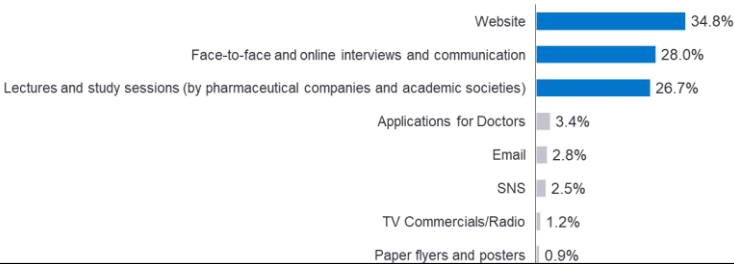 Website 34.8%
Face-to-face and online interviews and communication 28.0%
Lectures and study sessions (by pharmaceutical companies and academic societies) 26.7%
Applications for Doctors 3.4%
Email 2.8%
SNS 2.5%
TV Commercials/Radio 1.2%
Paper flyers and posters 0.9%